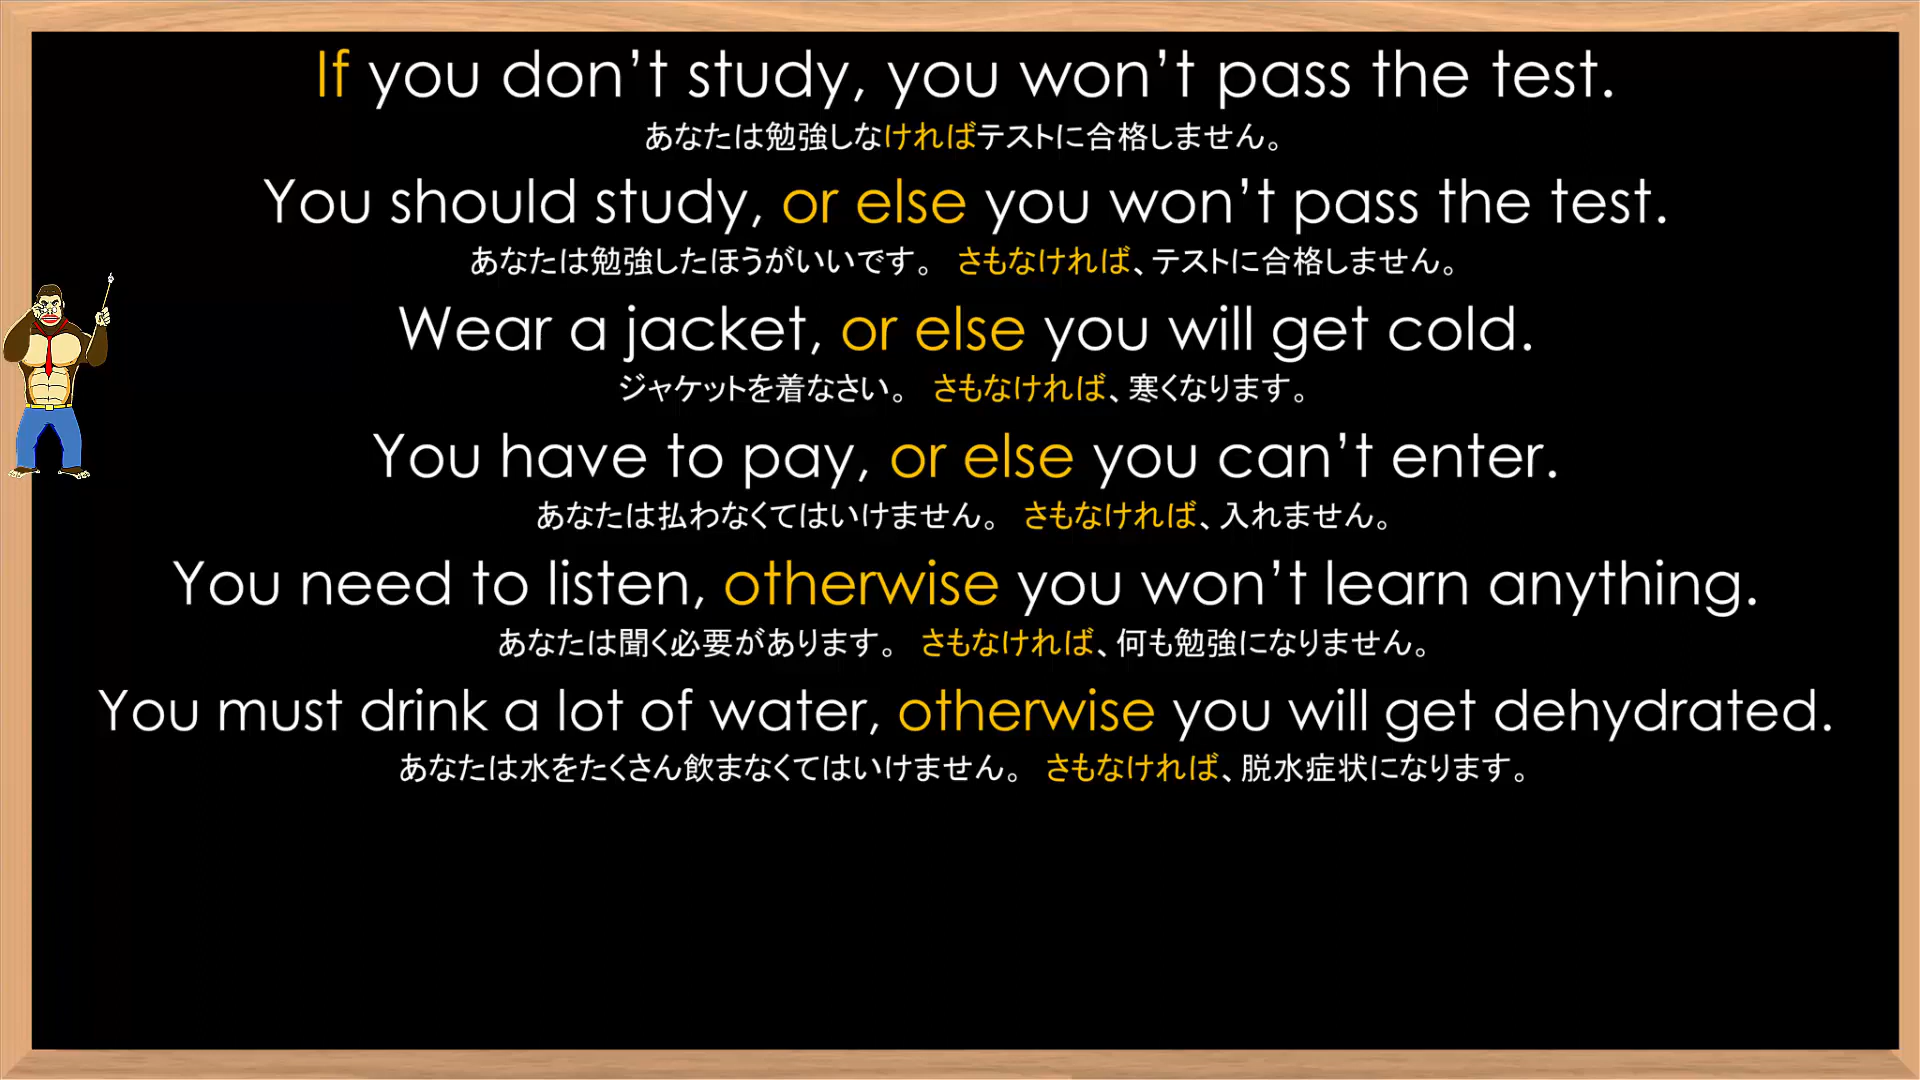 If you don’t study, you won’t pass the test.
あなたは勉強しなければテストに合格しません。
You should study, or else you won’t pass the test.
あなたは勉強したほうがいいです。 さもなければ、テストに合格しません。
Wear a jacket, or else you will get cold.
ジャケットを着なさい。 さもなければ、寒くなります。
You have to pay, or else you can’t enter.
あなたは払わなくてはいけません。 さもなければ、入れません。
You need to listen, otherwise you won’t learn anything.
あなたは聞く必要があります。 さもなければ、何も勉強になりません。
You must drink a lot of water, otherwise you will get dehydrated.
あなたは水をたくさん飲まなくてはいけません。 さもなければ、脱水症状になります。